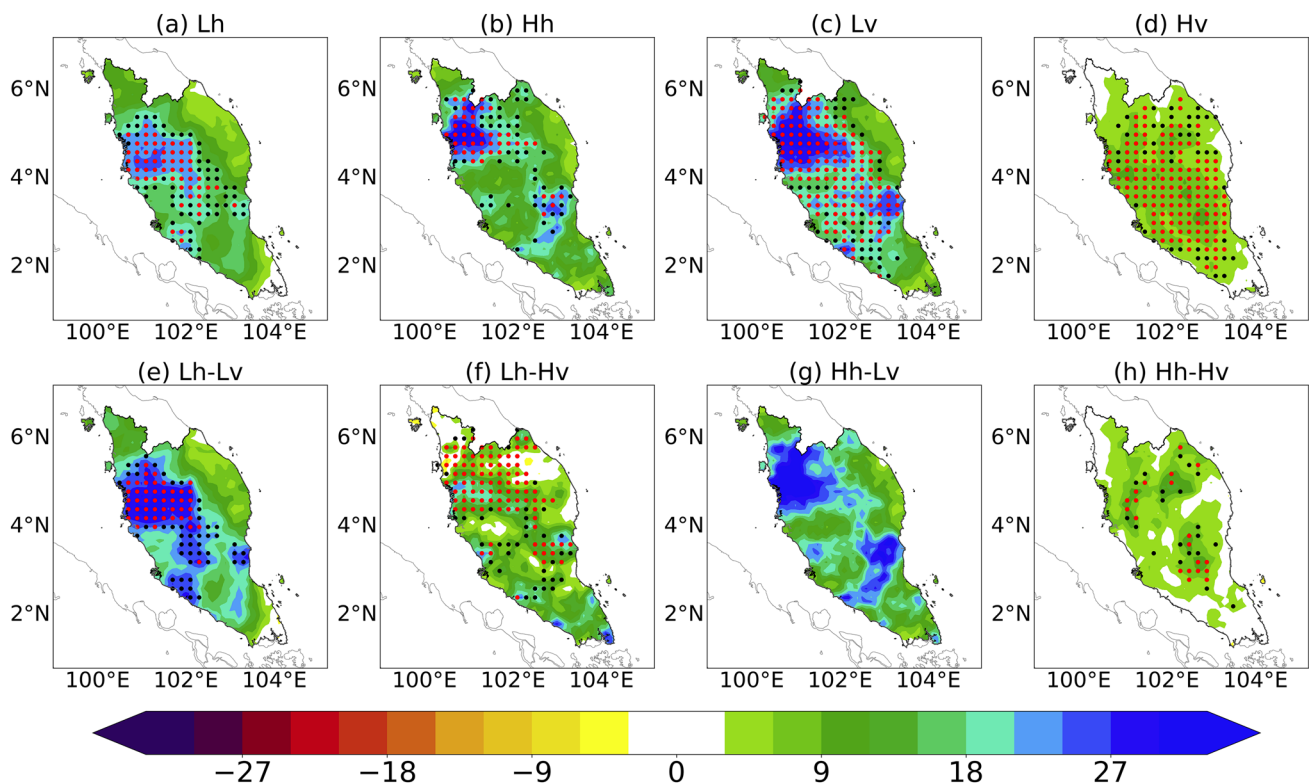 (a) Lh (b) Hh (c) Lv (d) Hv
6°N 6°N 6°N 6°N
4°N 4°N 4°N 4°N
2°N 2°N 2°N 2°N
100°E 102°E 104°E 100°E 102°E 104°E 100°E 102°E 104°E 100°E 102°E 104°E
(e) Lh-Lv (f) Lh-Hv (g) Hh-Lv (h) Hh-Hv
6°N 6°N 6°N 6°N
4°N 4°N 4°N 4°N
2°N 2°N 2°N 2°N
100°E 102°E 104°E 100°E 102°E 104°E 100°E 102°E 104°E 100°E 102°E 104°E
−27 −18 −9 0 9 18 27